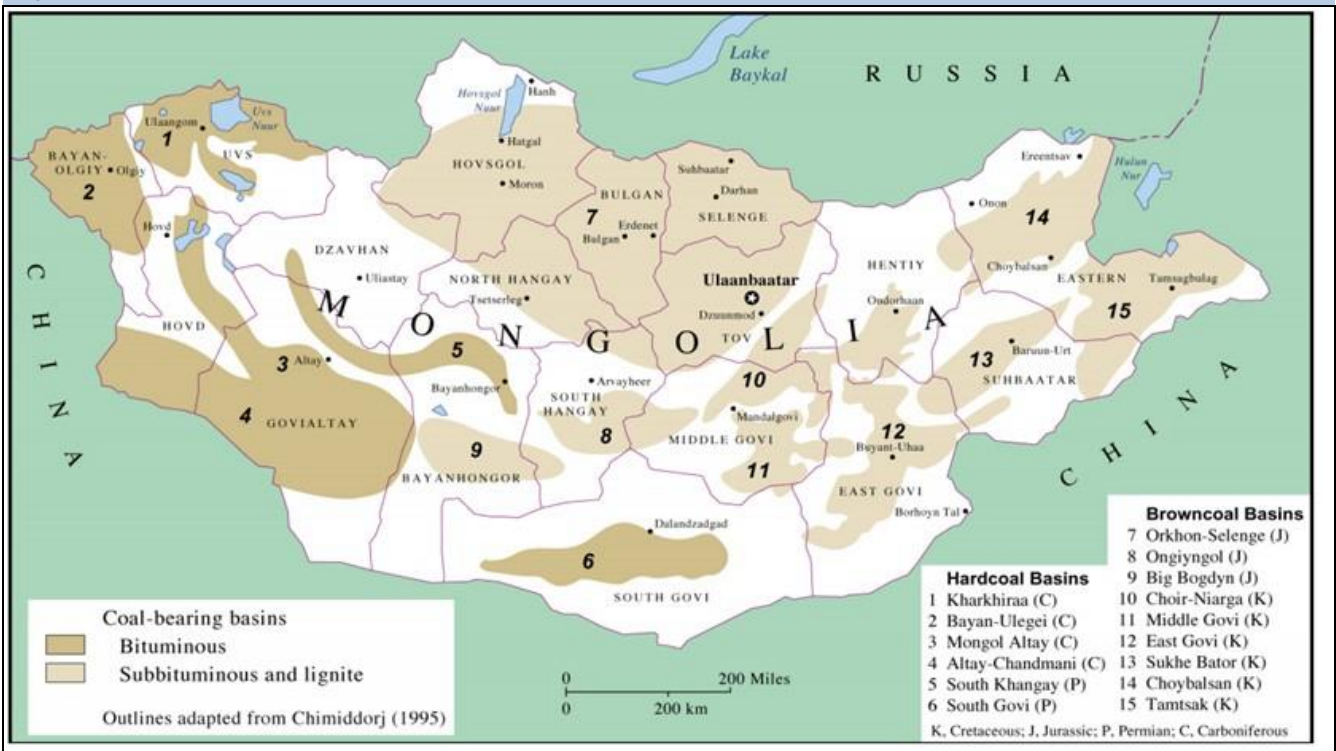 Lake
Baykal
R U S S I A
Hovsgol
Nuur
Hanh
Uvs
Nuur
Ulaangom
1
UVS
BAYAN-
OLGIY
Olgiy
2
Hatgal
HOVSGOL
Moron
Suhbaatar
Darhan
SELENGE
BULGAN
7
Erdenet
Bulgan
Ereentsav
Hulun
Nur
Onon
14
Choybalsan
EASTERN
Tamsagbulag
15
Hovd
DZAVHAN
Uliastay
NORTH HANGAY
Tsetserleg
Ulaanbaatar
Dzuunmod
TOV
HENTIY
Ondorhaan
C H I N A
M O N G O L I A
HOVD
3
Altay
5
Bayanhongor
Arvayheer
SOUTH
HANGAY
8
10
Mandalgovi
MIDDLE GOVI
11
13
Baruun-Urt
SUHBAATAR
12
Buyant-Uhaa
EAST GOVI
Borhoyn Tal
C H I N A
4
GOVIALTAY
9
BAYANHONGOR
Dalandzadgad
6
SOUTH GOVI
Coal-bearing basins
Bituminous
Subbituminous and lignite
Outlines adapted from Chimiddorj (1995)
0 200 Miles
0 200 km
Hardcoal Basins
1 Kharkhiraa (C)
2 Bayan-Ulegei (C)
3 Mongol Altay (C)
4 Altay-Chandmani (C)
5 South Khangay (P)
6 South Govi (P)
Browncoal Basins
7 Orkhon-Selenge (J)
8 Ongiyngol (J)
9 Big Bogdyn (J)
10 Choir-Niarga (K)
11 Middle Govi (K)
12 East Govi (K)
13 Sukhe Bator (K)
14 Choybalsan (K)
15 Tamtsak (K)
K, Cretaceous; J, Jurassic; P, Permian; C, Carboniferous